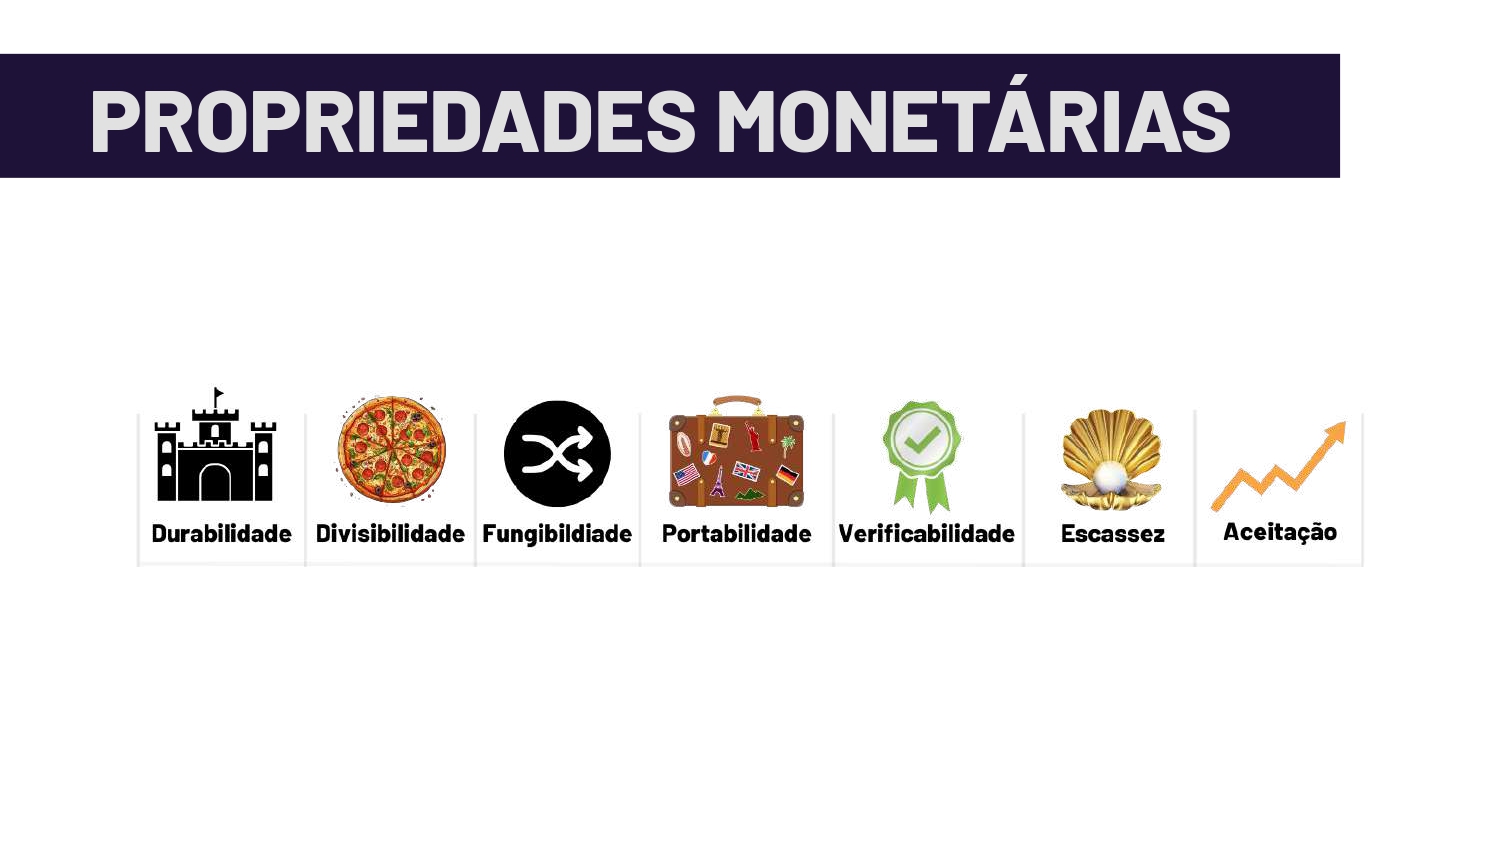 PROPRIEDADES MONETÁRIAS
Durabilidade
Divisibilidade
Fungibildiade
Portabilidade
Verificabilidade
Escassez
Aceitação